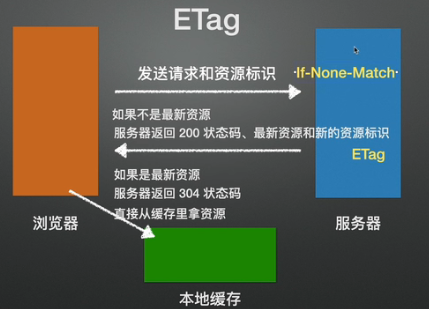 ETag
发送请求和资源标识
If-None-Match
如果不是最新资源
服务器返回 200 状态码、最新资源和新的资源标识
ETag
如果是最新资源
服务器返回 304 状态码
直接从缓存里拿资源
浏览器
服务器
本地缓存